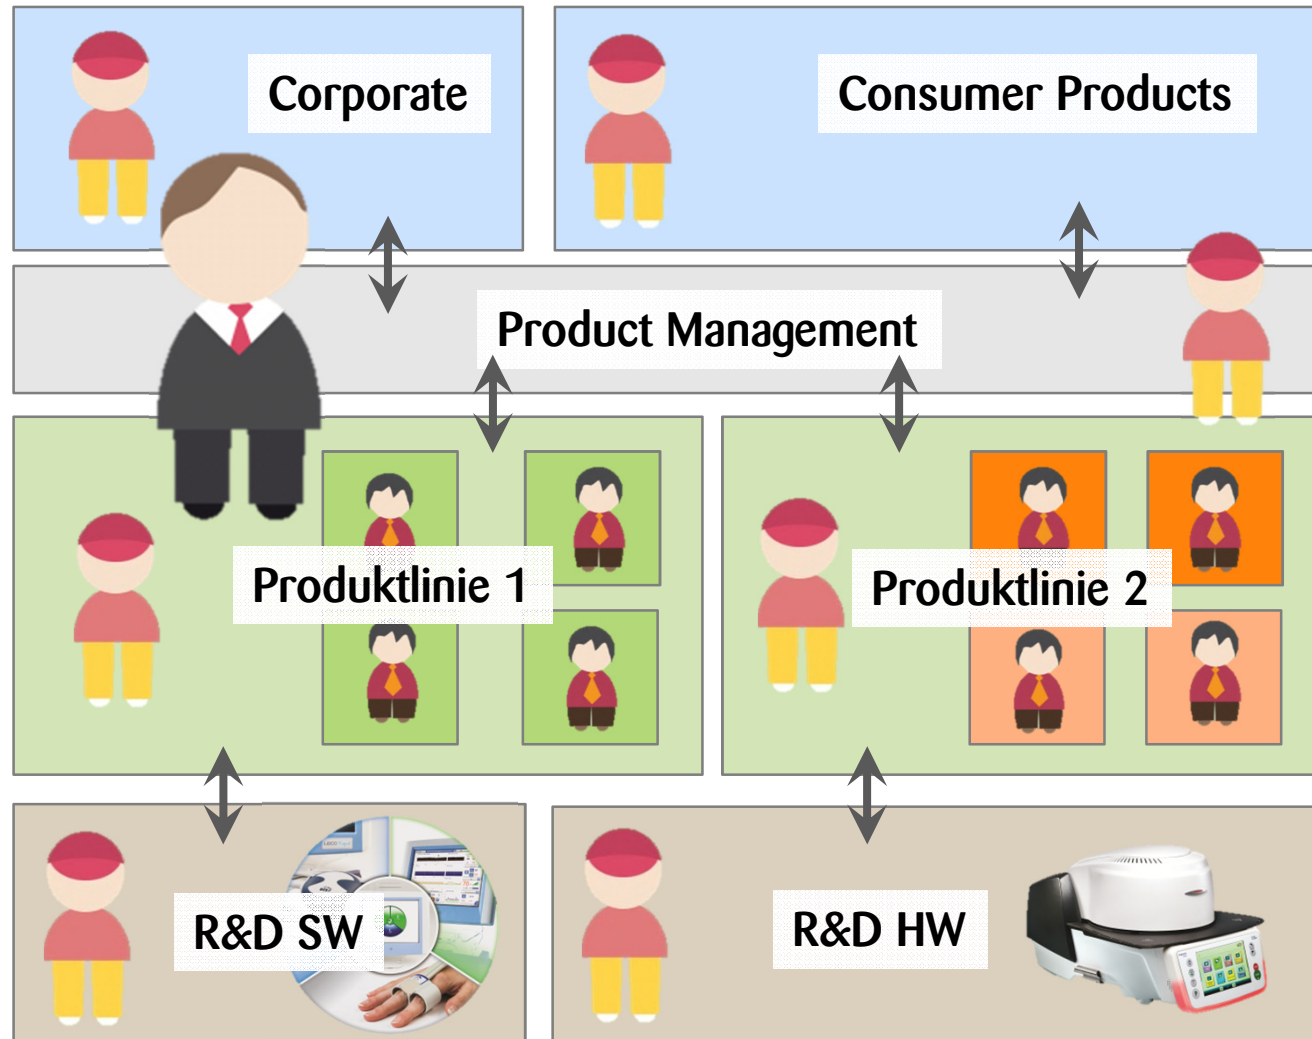 Corporate
Consumer Products
Product Management
Produktlinie 1
Produktlinie 2
R&D SW
R&D HW